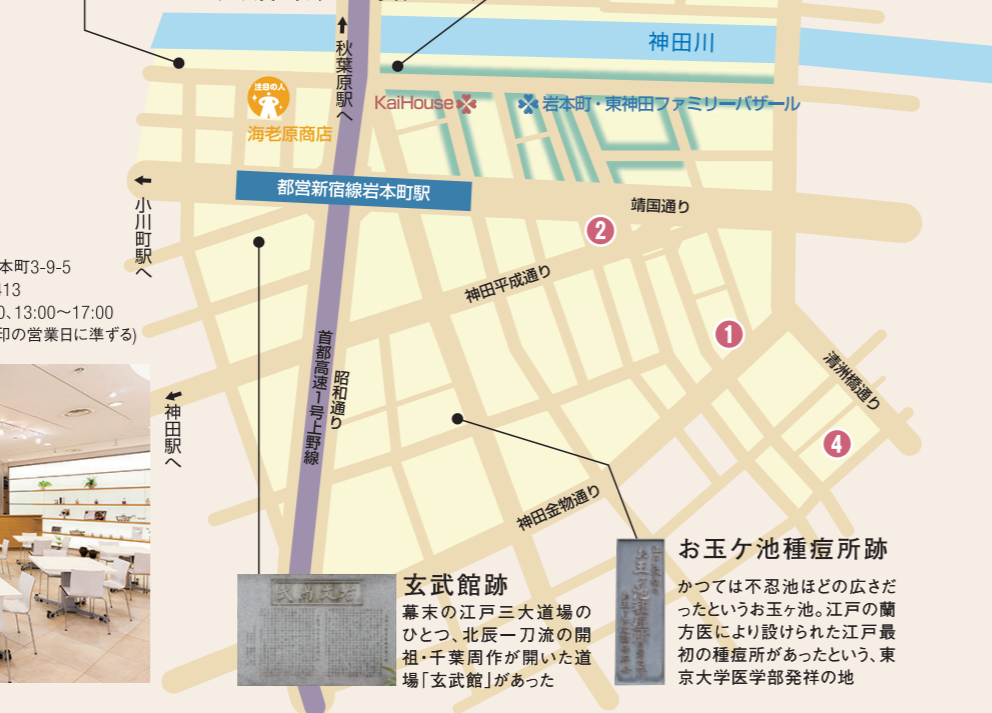 神田川
秋葉原駅へ
注目の人
海老原商店
KaiHouse
岩本町・東神田ファミリーバザール
都営新宿線岩本町駅
靖国通り
小川町駅へ
2
本町3-9-5
413
0、13:00〜17:00
印の営業日に準ずる)
神田平成通り
1
首都高速1号上野線
昭和通り
清洲橋通り
神田駅へ
4
神田金物通り
玄武館跡
幕末の江戸三大道場の
ひとつ、北辰一刀流の開
祖・千葉周作が開いた道
場「玄武館」があった
お玉ケ池種痘所跡
かつては不忍池ほどの広さだ
ったというお玉ヶ池。江戸の蘭
方医により設けられた江戸最
初の種痘所があったという、東
京大学医学部発祥の地